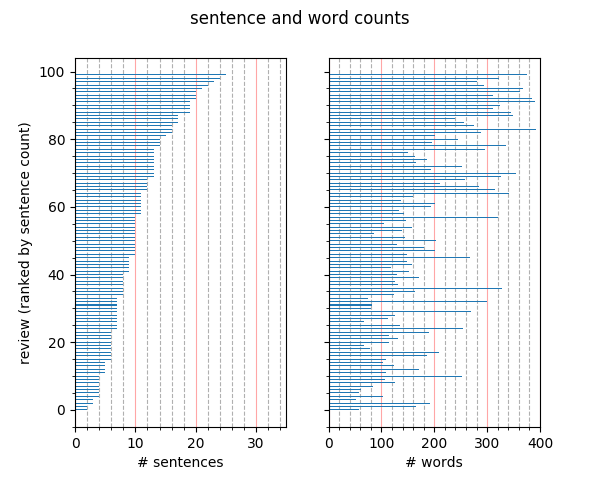 sentence and word counts
review (ranked by sentence count)
100
80
60
40
20
0
0 10 20 30
# sentences
0 100 200 300 400
# words